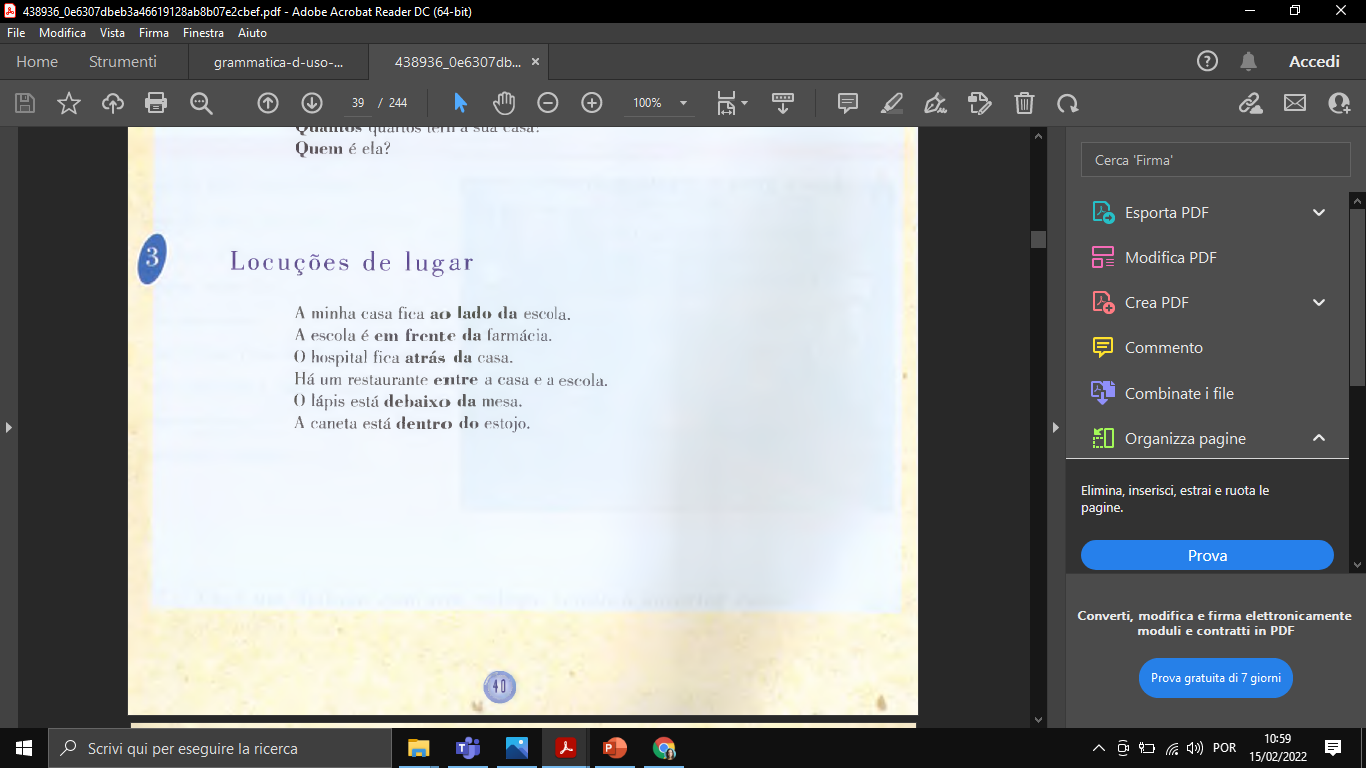 438936_0e6307dbeb3a46619128ab8b07e2cbef.pdf - Adobe Acrobat Reader DC (64-bit)
File Modifica Vista Firma Finestra Aiuto
Home Strumenti grammatica-d-uso-... 438936_0e6307db... × Accedi
39 / 244 100%
Quantos quartos tem a sua casa?
Quem é ela?
3 Locuções de lugar
A minha casa fica ao lado da escola.
A escola é em frente da farmácia.
O hospital fica atrás da casa.
Há um restaurante entre a casa e a escola.
O lápis está debaixo da mesa.
A caneta está dentro do estojo.
40
Cerca 'Firma'
Esporta PDF
Modifica PDF
Crea PDF
Commento
Combinate i file
Organizza pagine
Elimina, inserisci, estrai e ruota le
pagine.
Prova
Converti, modifica e firma elettronicamente
moduli e contratti in PDF
Prova gratuita di 7 giorni
Scrivi qui per eseguire la ricerca
POR
10:59
15/02/2022